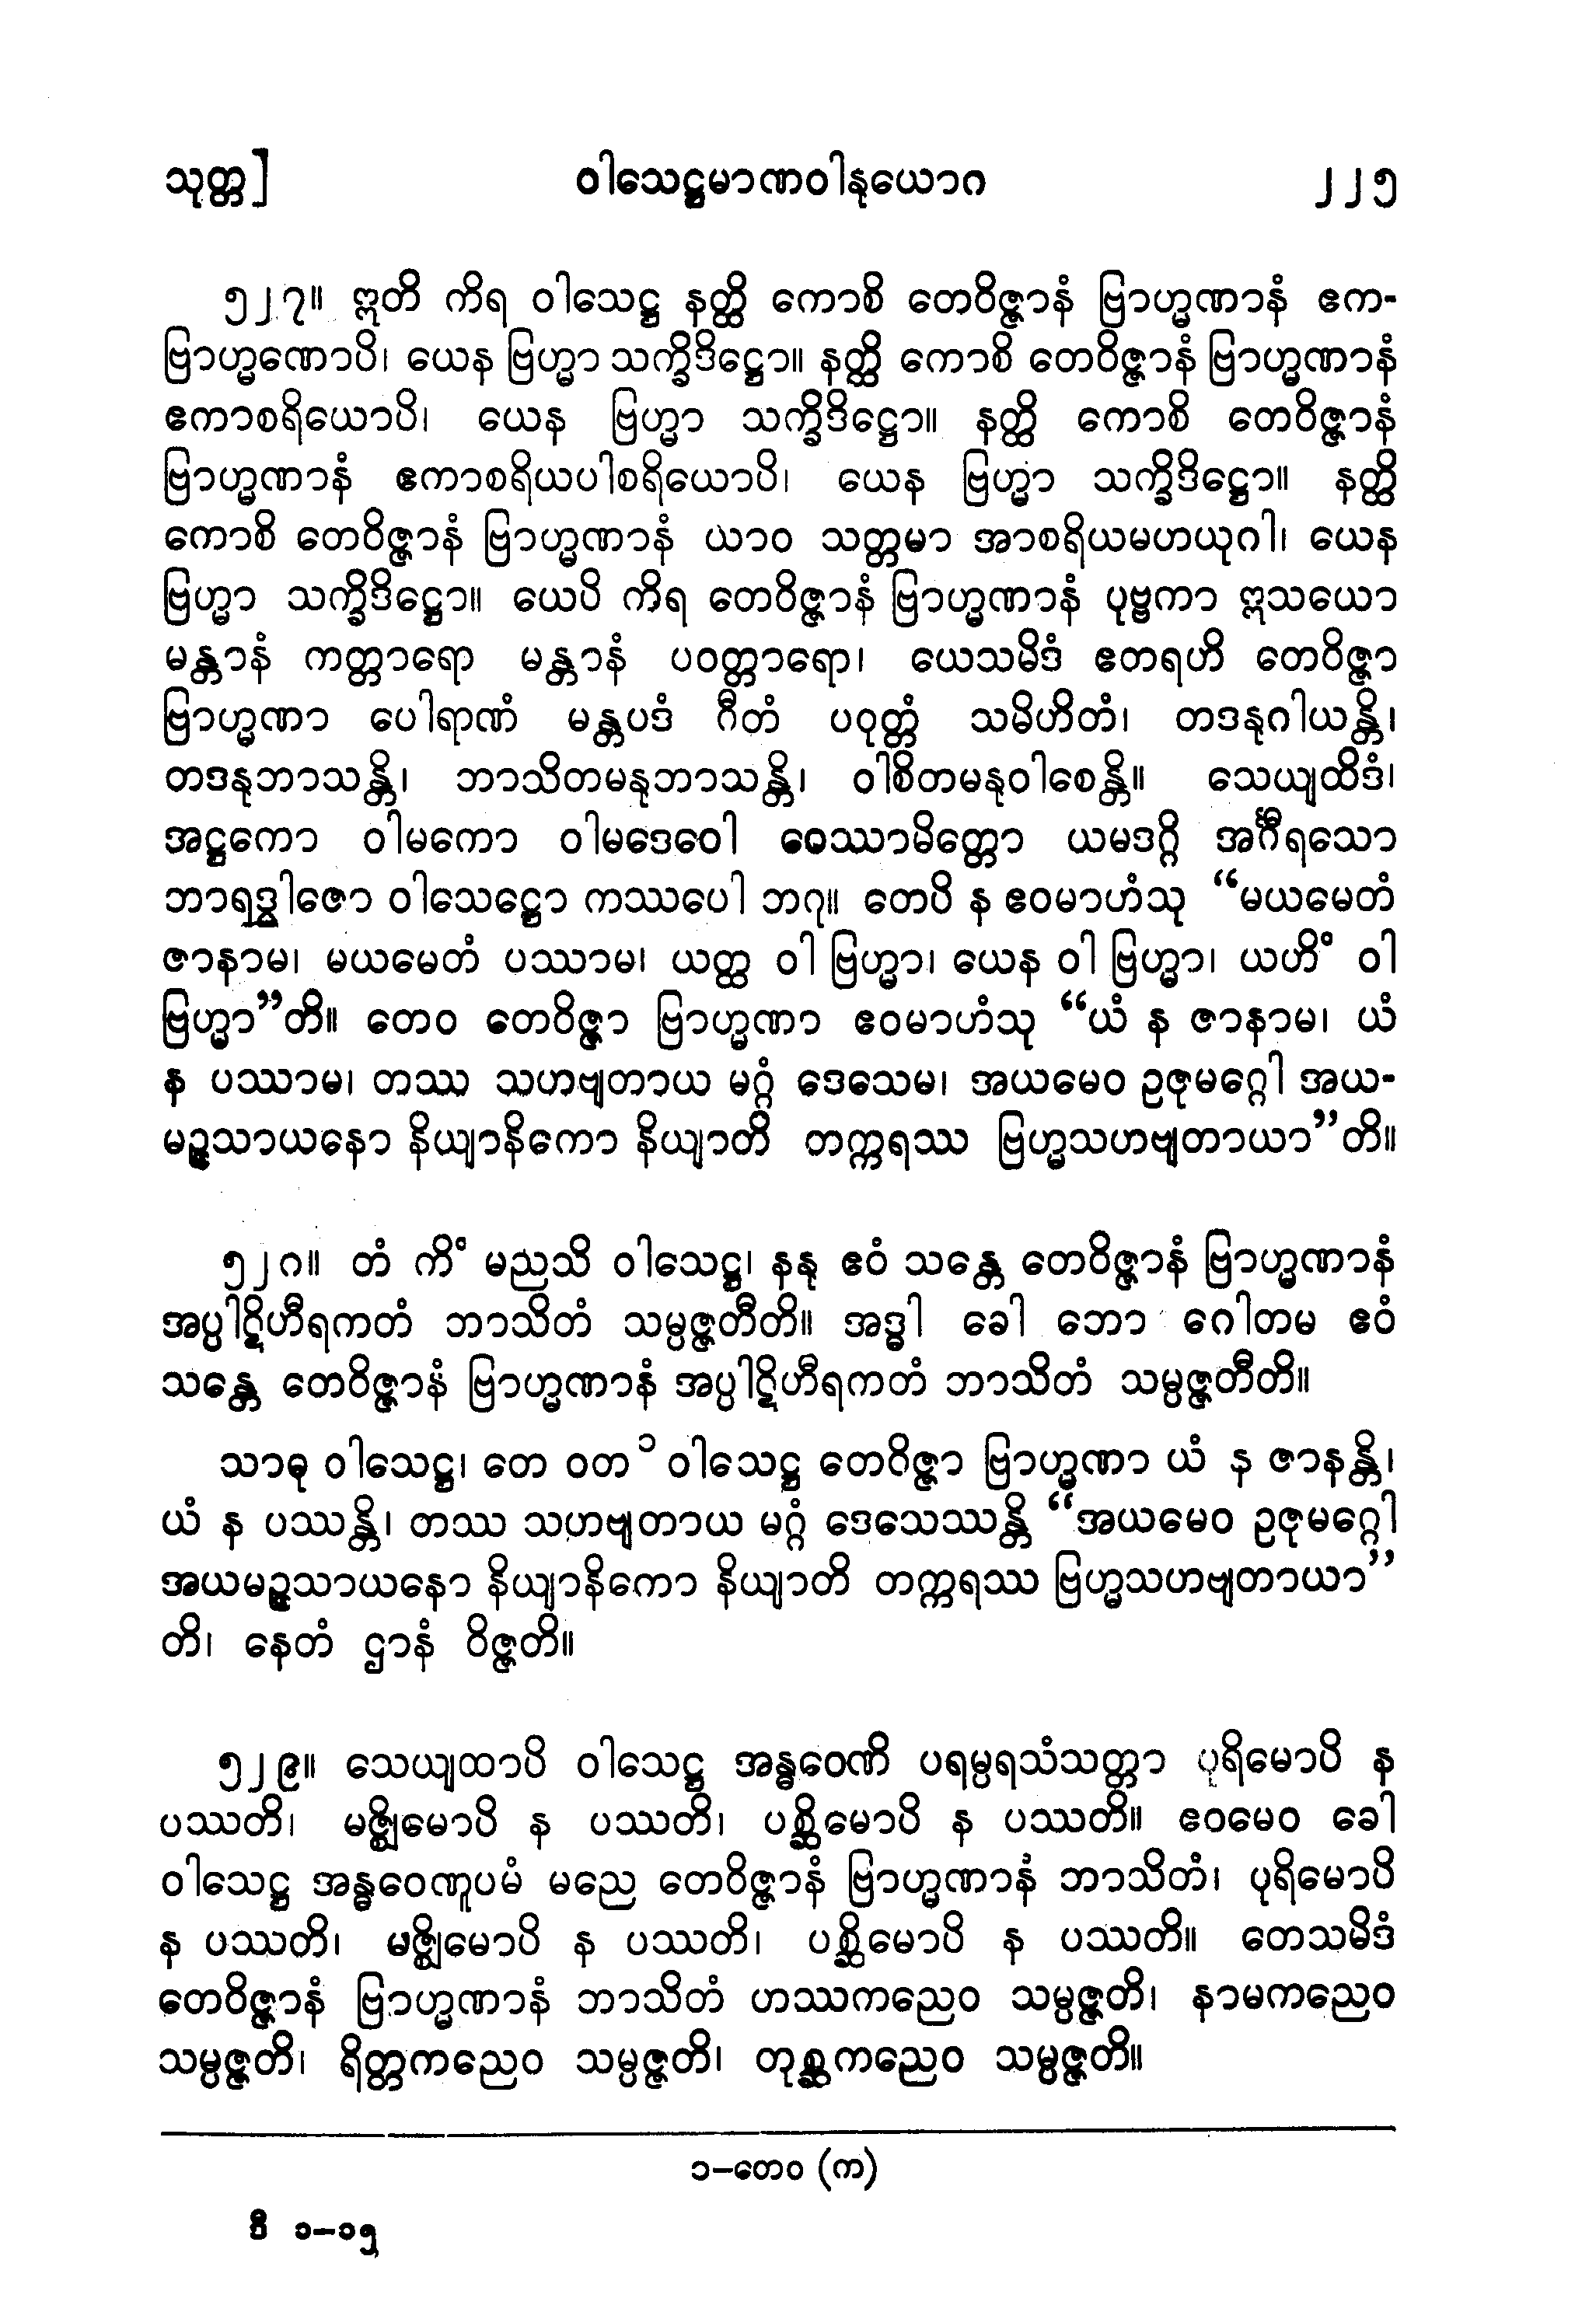 သုတ္တ] ဝါသေဋ္ဌမာဏဝါနုယောဂ ၂၂၅
၅၂၇။ ဣတိ ကိရ ဝါသေဋ္ဌ နတ္ထိ ကောစိ တေဝိဇ္ဇာနံ ဗြာဟ္မဏာနံ ဧက-
ဗြာဟ္မဏောပိ၊ ယေန ဗြဟ္မာ သက္ခိဒိဋ္ဌော။ နတ္ထိ ကောစိ တေဝိဇ္ဇာနံ ဗြာဟ္မဏာနံ
ဧကာစရိယောပိ၊ ယေန ဗြဟ္မာ သက္ခိဒိဋ္ဌော။ နတ္ထိ ကောစိ တေဝိဇ္ဇာနံ
ဗြာဟ္မဏာနံ ဧကာစရိယပါစရိယောပိ၊ ယေန ဗြဟ္မာ သက္ခိဒိဋ္ဌော။ နတ္ထိ
ကောစိ တေဝိဇ္ဇာနံ ဗြာဟ္မဏာနံ ယာဝ သတ္တမာ အာစရိယမဟယုဂါ၊ ယေန
ဗြဟ္မာ သက္ခိဒိဋ္ဌော။ ယေပိ ကိရ တေဝိဇ္ဇာနံ ဗြာဟ္မဏာနံ ပုဗ္ဗကာ ဣသယော
မန္တာနံ ကတ္တာရော မန္တာနံ ပဝတ္တာရော၊ ယေသမိဒံ ဧတရဟိ တေဝိဇ္ဇာ
ဗြာဟ္မဏာ ပေါရာဏံ မန္တပဒံ ဂီတံ ပဝုတ္တံ သမိဟိတံ၊ တဒနုဂါယန္တိ၊
တဒနုဘာသန္တိ၊ ဘာသိတမနုဘာသန္တိ၊ ဝါစိတမနုဝါစေန္တိ။ သေယျထိဒံ၊
အဋ္ဌကော ဝါမကော ဝါမဒေဝေါ ဝေဿာမိတ္တော ယမဒဂ္ဂိ အင်္ဂီရသော
ဘာရဒ္ဓါဇော ဝါသေဋ္ဌော ကဿပေါ ဘဂု။ တေပိ န ဧဝမာဟံသု “မယမေတံ
ဇာနာမ၊ မယမေတံ ပဿာမ၊ ယတ္ထ ဝါ ဗြဟ္မာ၊ ယေန ဝါ ဗြဟ္မာ၊ ယဟိံ ဝါ
ဗြဟ္မာ”တိ။ တေဝ တေဝိဇ္ဇာ ဗြာဟ္မဏာ ဧဝမာဟံသု “ယံ န ဇာနာမ၊ ယံ
န ပဿာမ၊ တဿ သဟဗျတာယ မဂ္ဂံ ဒေသေမ၊ အယမေဝ ဥဇုမဂ္ဂေါ အယ-
မဉ္ဇသာယနော နိယျာနိကော နိယျာတိ တက္ကရဿ ဗြဟ္မသဟဗျတာယာ”တိ။
၅၂၈။ တံ ကိံ မညသိ ဝါသေဋ္ဌ၊ နနု ဧဝံ သန္တေ တေဝိဇ္ဇာနံ ဗြာဟ္မဏာနံ
အပ္ပါဋိဟီရကတံ ဘာသိတံ သမ္ပဇ္ဇတီတိ။ အဒ္ဓါ ခေါ ဘော ဂေါတမ ဧဝံ
သန္တေ တေဝိဇ္ဇာနံ ဗြာဟ္မဏာနံ အပ္ပါဋိဟီရကတံ ဘာသိတံ သမ္ပဇ္ဇတီတိ။
သာဓု ဝါသေဋ္ဌ၊ တေ ဝတ ၁ ဝါသေဋ္ဌ တေဝိဇ္ဇာ ဗြာဟ္မဏာ ယံ န ဇာနန္တိ၊
ယံ န ပဿန္တိ၊ တဿ သဟဗျတာယ မဂ္ဂံ ဒေသေဿန္တိ “အယမေဝ ဥဇုမဂ္ဂေါ
အယမဉ္ဇသာယနော နိယျာနိကော နိယျာတိ တက္ကရဿ ဗြဟ္မသဟဗျတာယာ”
တိ၊ နေတံ ဌာနံ ဝိဇ္ဇတိ။
၅၂၉။ သေယျထာပိ ဝါသေဋ္ဌ အန္ဓဝေဏိ ပရမ္ပရသံသတ္တာ ပုရိမောပိ န
ပဿတိ၊ မဇ္ဈိမောပိ န ပဿတိ၊ ပစ္ဆိမောပိ န ပဿတိ။ ဧဝမေဝ ခေါ
ဝါသေဋ္ဌ အန္ဓဝေဏူပမံ မညေ တေဝိဇ္ဇာနံ ဗြာဟ္မဏာနံ ဘာသိတံ၊ ပုရိမောပိ
န ပဿတိ၊ မဇ္ဈိမောပိ န ပဿတိ၊ ပစ္ဆိမောပိ န ပဿတိ။ တေသမိဒံ
တေဝိဇ္ဇာနံ ဗြာဟ္မဏာနံ ဘာသိတံ ဟဿကညေဝ သမ္ပဇ္ဇတိ၊ နာမကညေဝ
သမ္ပဇ္ဇတိ၊ ရိတ္တကညေဝ သမ္ပဇ္ဇတိ၊ တုစ္ဆကညေဝ သမ္ပဇ္ဇတိ။
၁-တေဝ (က)
ဒီ ၁-၁၅